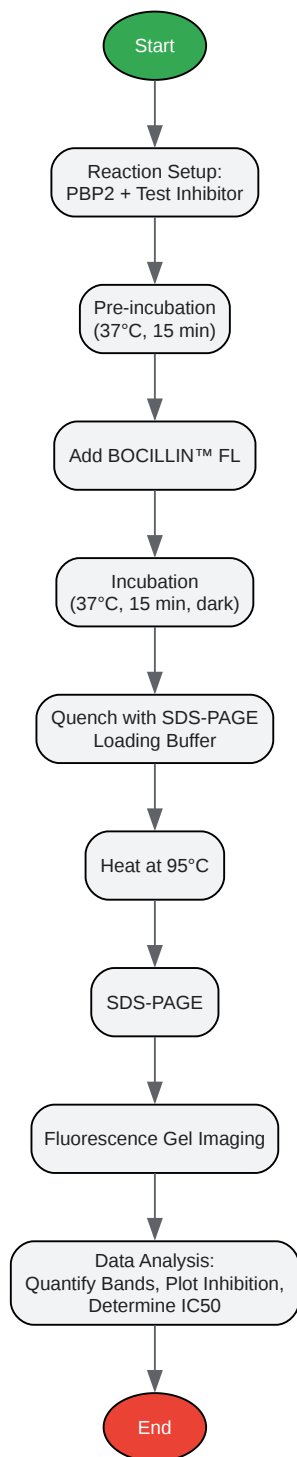 Start
Reaction Setup:
PBP2 + Test Inhibitor
Pre-incubation
(37°C, 15 min)
Add BOCILLIN™ FL
Incubation
(37°C, 15 min, dark)
Quench with SDS-PAGE
Loading Buffer
Heat at 95°C
SDS-PAGE
Fluorescence Gel Imaging
Data Analysis:
Quantify Bands, Plot Inhibition,
Determine IC50
End